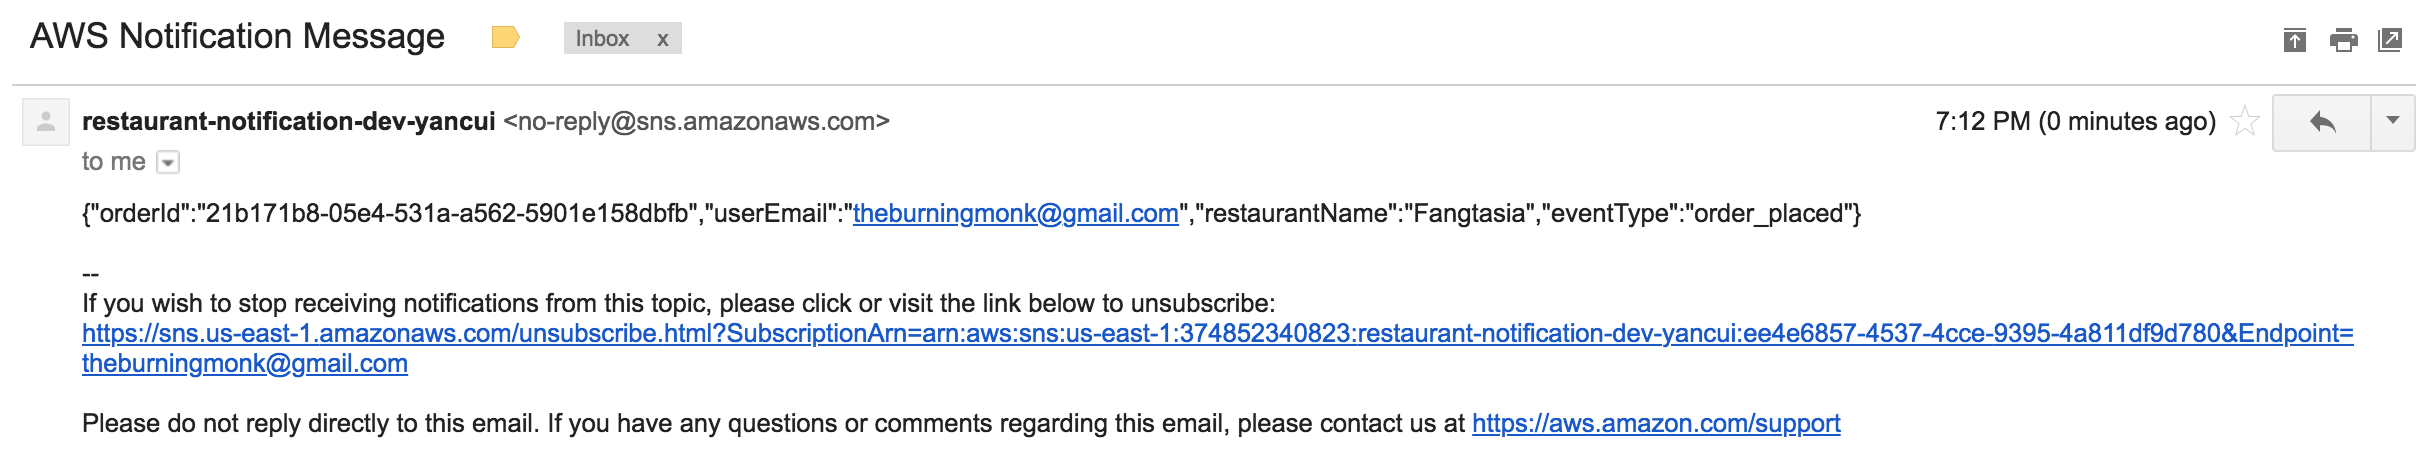 AWS Notification Message
Inbox x
restaurant-notification-dev-yancui <no-reply@sns.amazonaws.com>
7:12 PM (0 minutes ago)
to me
{"orderId":"21b171b8-05e4-531a-a562-5901e158dbfb","userEmail":"theburningmonk@gmail.com","restaurantName":"Fangtasia","eventType":"order_placed"}
--
If you wish to stop receiving notifications from this topic, please click or visit the link below to unsubscribe:
https://sns.us-east-1.amazonaws.com/unsubscribe.html?SubscriptionArn=arn:aws:sns:us-east-1:374852340823:restaurant-notification-dev-yancui:ee4e6857-4537-4cce-9395-4a811df9d780&Endpoint=
theburningmonk@gmail.com
Please do not reply directly to this email. If you have any questions or comments regarding this email, please contact us at https://aws.amazon.com/support